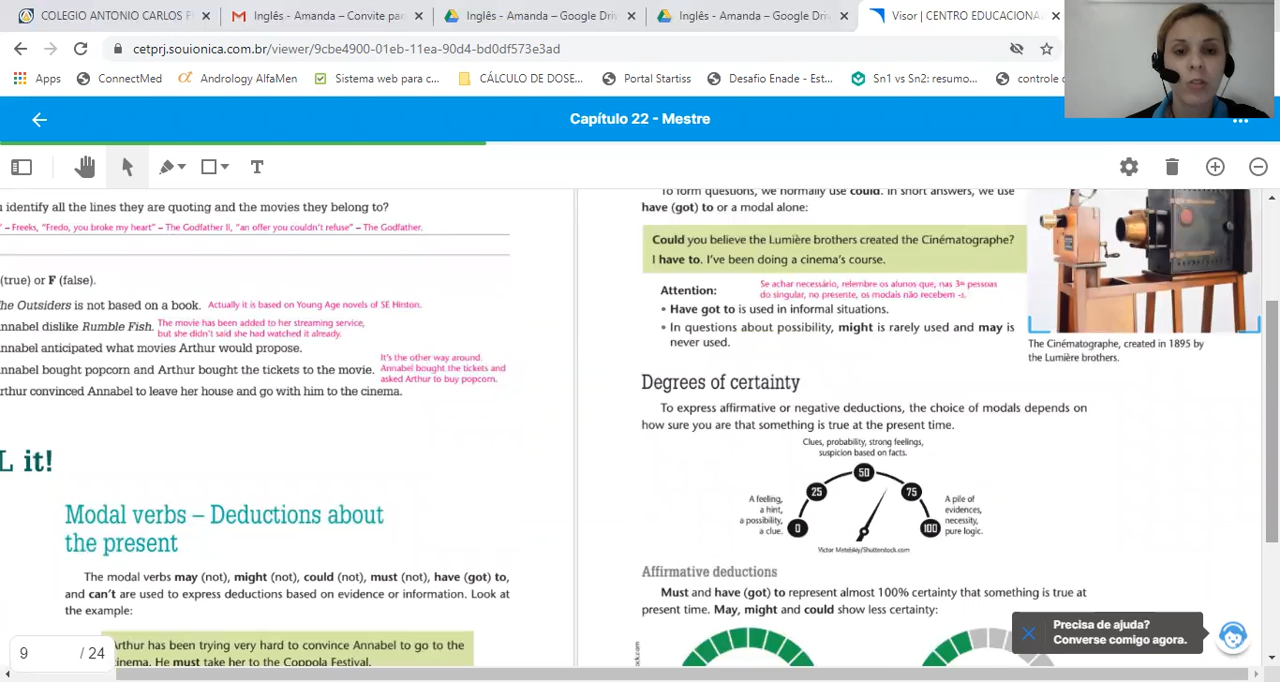 COLEGIO ANTONIO CARLOS
Inglês - Amanda – Convite par
Inglês - Amanda – Google Driv
Inglês - Amanda – Google Driv
Visor | CENTRO EDUCACIONA
cetprj.souionica.com.br/viewer/9cbe4900-01eb-11ea-90d4-bd0df573e3ad
Apps
ConnectMed
Andrology AlfaMen
Sistema web para c...
CÁLCULO DE DOSE...
Portal Startiss
Desafio Enade - Est...
Sn1 vs Sn2: resumo...
controle c
Capítulo 22 - Mestre
T
u identify all the lines they are quoting and the movies they belong to?
" – Freeks, "Fredo, you broke my heart" – The Godfather II, "an offer you couldn't refuse" – The Godfather.
(true) or F (false).
he Outsiders is not based on a book. Actually it is based on Young Age novels of SE Hinton.
nnabel dislike Rumble Fish. The movie has been added to her streaming service,
but she didn't said she had watched it already.
nnabel anticipated what movies Arthur would propose.
It's the other way around.
nnabel bought popcorn and Arthur bought the tickets to the movie. Annabel bought the tickets and
asked Arthur to buy popcorn.
rthur convinced Annabel to leave her house and go with him to the cinema.
L it!
Modal verbs – Deductions about
the present
The modal verbs may (not), might (not), could (not), must (not), have (got) to,
and can't are used to express deductions based on evidence or information. Look at
the example:
Arthur has been trying very hard to convince Annabel to go to the
cinema. He must take her to the Coppola Festival.
9 / 24
To form questions, we normally use could. In short answers, we use
have (got) to or a modal alone:
Could you believe the Lumière brothers created the Cinématographe?
I have to. I've been doing a cinema's course.
Se achar necessário, relembre os alunos que, nas 3as pessoas
do singular, no presente, os modais não recebem -s.
Attention:
• Have got to is used in informal situations.
• In questions about possibility, might is rarely used and may is
never used.
The Cinématographe, created in 1895 by
the Lumière brothers.
Degrees of certainty
To express affirmative or negative deductions, the choice of modals depends on
how sure you are that something is true at the present time.
Clues, probability, strong feelings,
suspicion based on facts.
50
25
75
A feeling,
a hint,
a possibility,
a clue.
0
100
A pile of
evidences,
necessity,
pure logic.
Victor Metelskiy/Shutterstock.com
Affirmative deductions
Must and have (got) to represent almost 100% certainty that something is true at
present time. May, might and could show less certainty:
Precisa de ajuda?
Converse comigo agora.